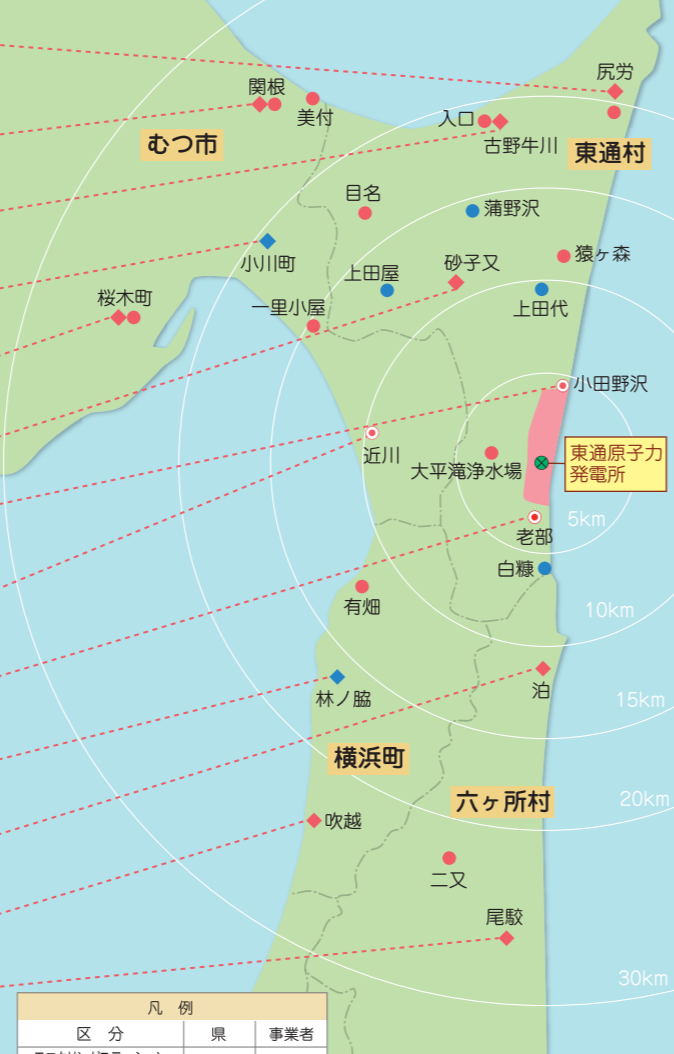 尻労
関根
美付
入口
古野牛川
むつ市
東通村
目名
蒲野沢
小川町
上田屋
砂子又
猿ヶ森
桜木町
一里小屋
上田代
小田野沢
近川
大平滝浄水場
東通原子力
発電所
5km
老部
白糠
有畑
10km
林ノ脇
泊
15km
横浜町
六ヶ所村
20km
吹越
二又
尾駮
30km
凡 例
区 分 県 事業者